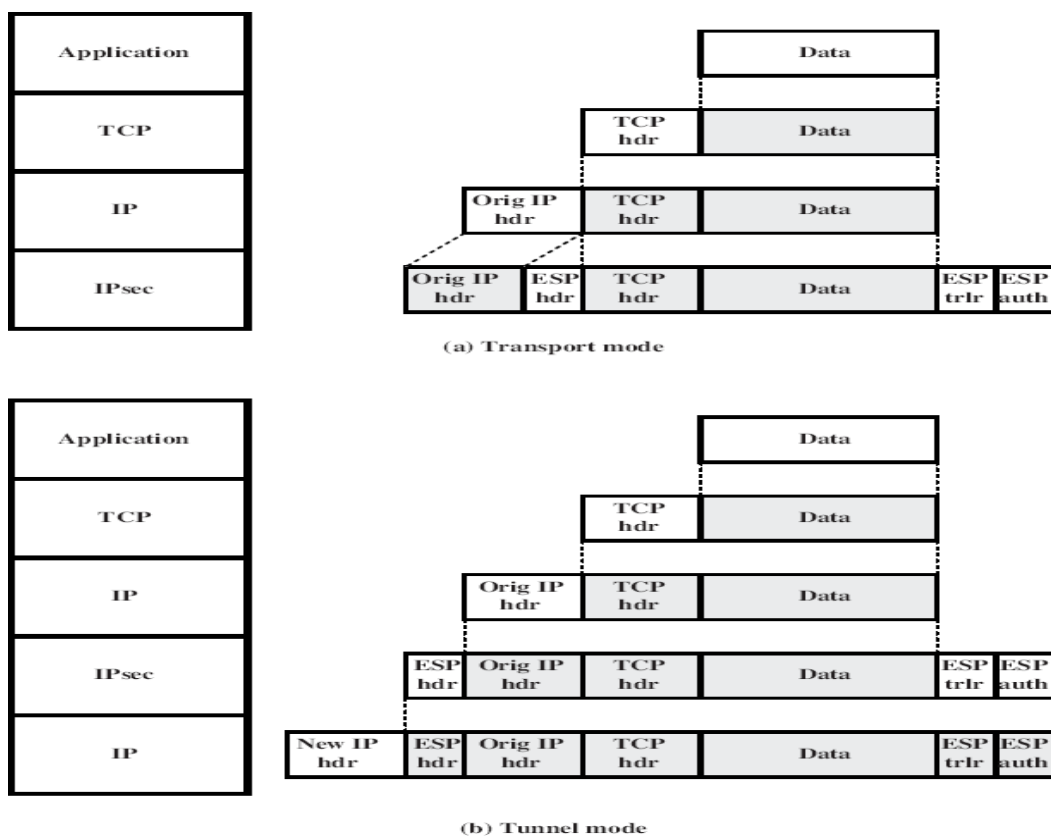 Application
Data
TCP
TCP
hdr
Data
IP
Orig IP
hdr
TCP
hdr
Data
IPsec
Orig IP
hdr
ESP
hdr
TCP
hdr
Data
ESP
trlr
ESP
auth
(a) Transport mode
Application
Data
TCP
TCP
hdr
Data
IP
Orig IP
hdr
TCP
hdr
Data
IPsec
ESP
hdr
Orig IP
hdr
TCP
hdr
Data
ESP
trlr
ESP
auth
IP
New IP
hdr
ESP
hdr
Orig IP
hdr
TCP
hdr
Data
ESP
trlr
ESP
auth
(b) Tunnel mode